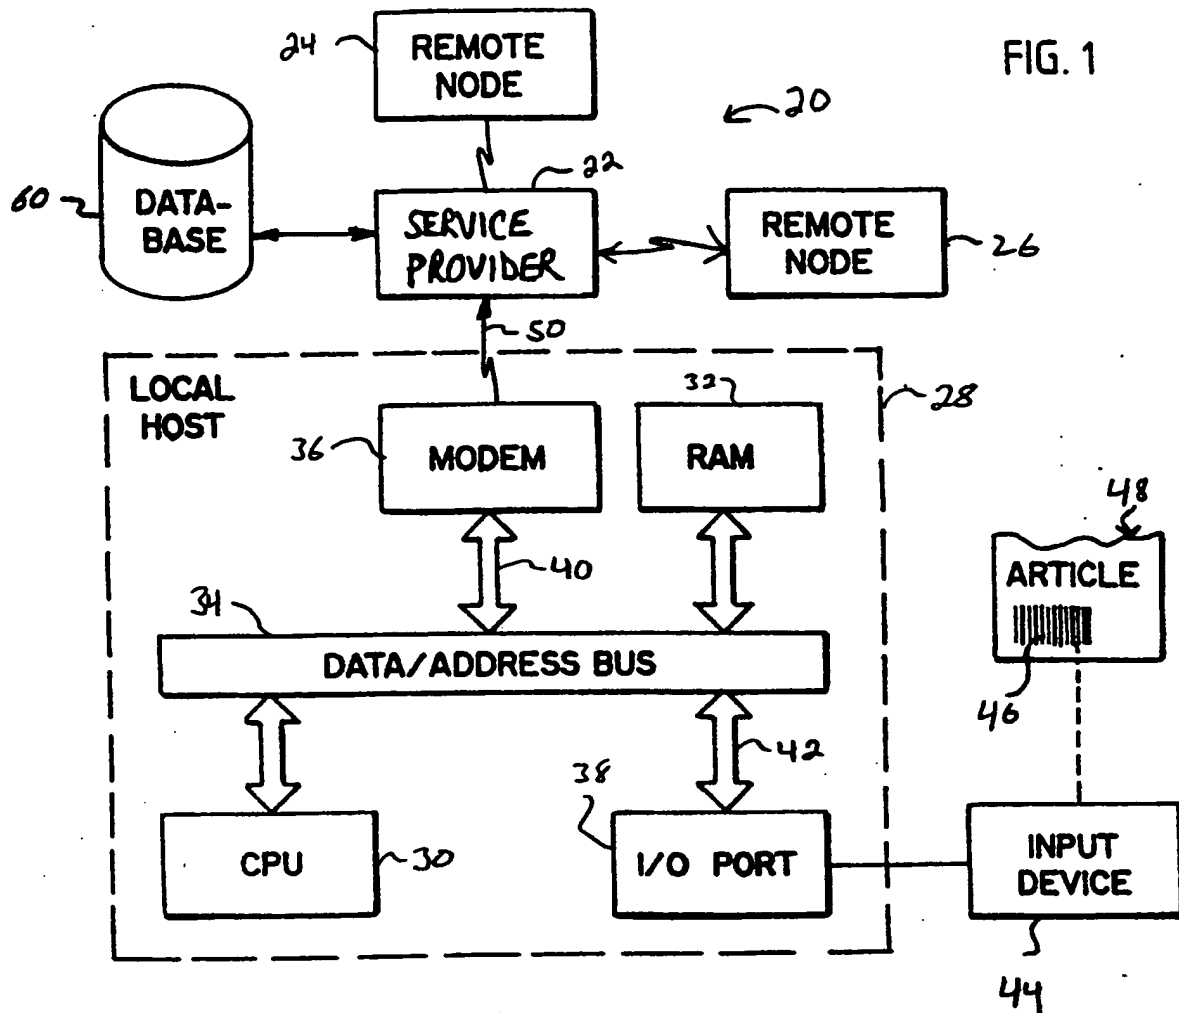 FIG. 1
24
REMOTE
NODE
20
22
60
DATA-
BASE
SERVICE
PROVIDER
REMOTE
NODE
26
50
LOCAL
HOST
28
36
MODEM
32
RAM
40
48
ARTICLE
46
34
DATA/ADDRESS BUS
42
38
CPU
30
I/O PORT
INPUT
DEVICE
44